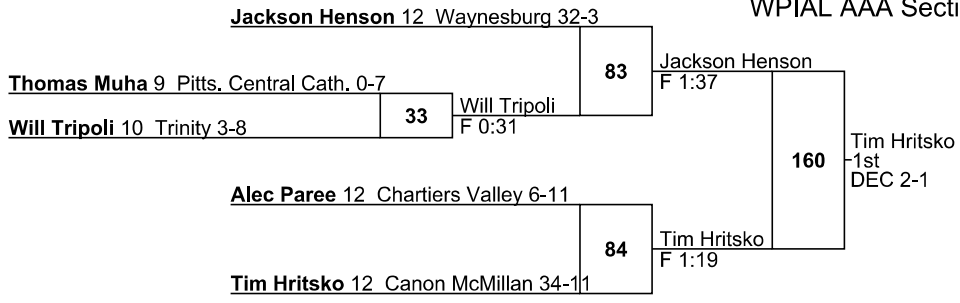 WPIAL AAA
Jackson Henson 12 Waynesburg 32-3
83
Jackson Henson
F 1:37
Thomas Muha 9 Pitts. Central Cath. 0-7
33
Will Tripoli
F 0:31
Will Tripoli 10 Trinity 3-8
160
Tim Hritsko
1st
DEC 2-1
Alec Paree 12 Chartiers Valley 6-11
84
Tim Hritsko
F 1:19
Tim Hritsko 12 Canon McMillan 34-11